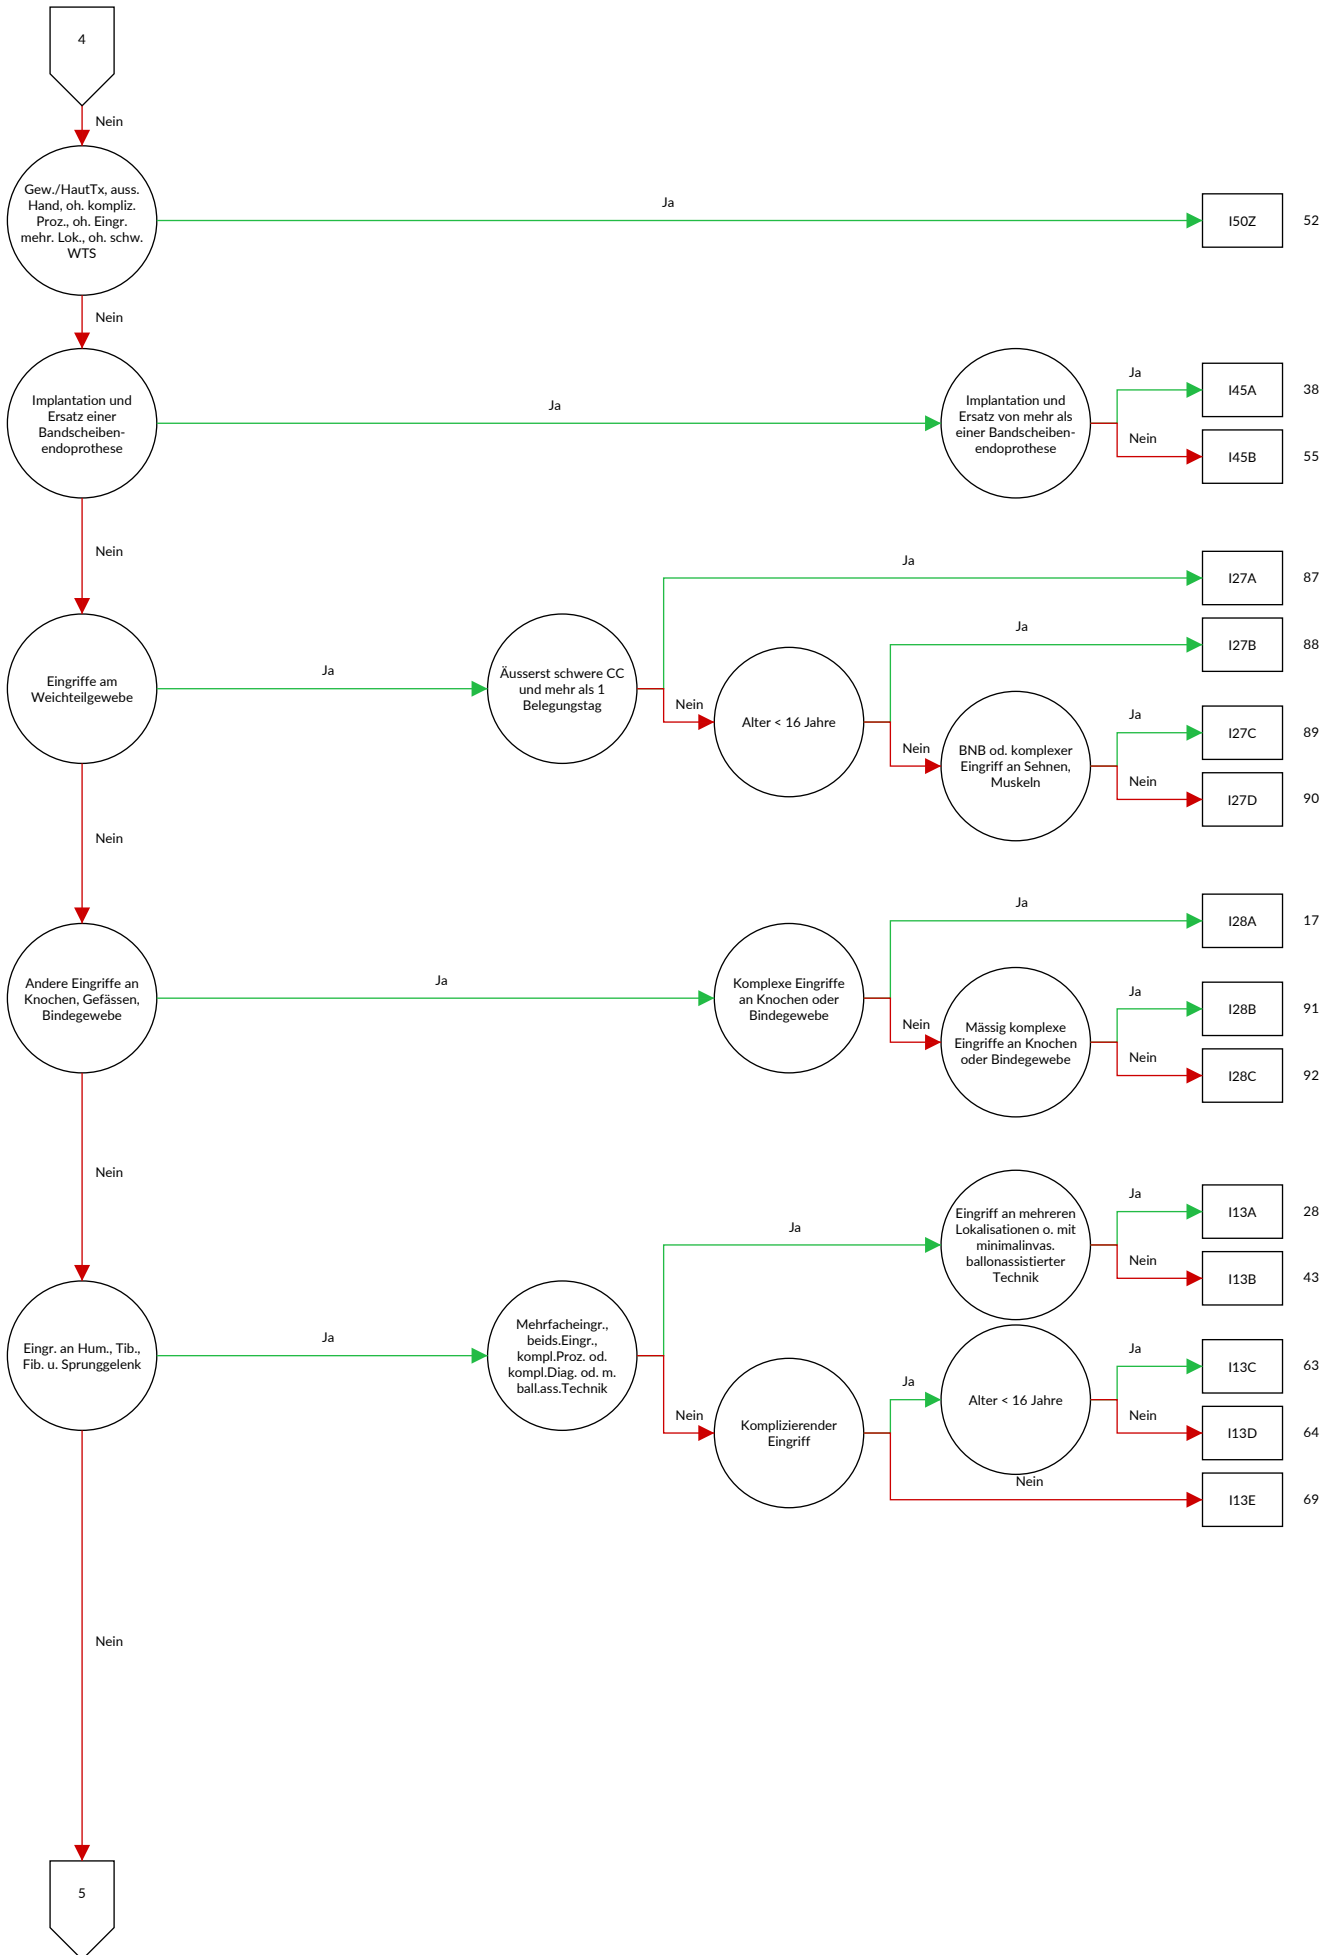 4
Nein
Gew./HautTx, auss.
Hand, oh. kompliz.
Proz., oh. Eingr.
mehr. Lok., oh. schw.
WTS
Ja
I50Z
52
Nein
Implantation und
Ersatz einer
Bandscheiben-
endoprothese
Ja
Implantation und
Ersatz von mehr als
einer Bandscheiben-
endoprothese
Ja
I45A
38
Nein
I45B
55
Nein
Eingriffe am
Weichteilgewebe
Ja
Äusserst schwere CC
und mehr als 1
Belegungstag
Ja
I27A
87
Nein
Alter < 16 Jahre
Ja
I27B
88
Nein
BNB od. komplexer
Eingriff an Sehnen,
Muskeln
Ja
I27C
89
Nein
I27D
90
Nein
Andere Eingriffe an
Knochen, Gefässen,
Bindegewebe
Ja
Komplexe Eingriffe
an Knochen oder
Bindegewebe
Ja
I28A
17
Nein
Mässig komplexe
Eingriffe an Knochen
oder Bindegewebe
Ja
I28B
91
Nein
I28C
92
Nein
Eingr. an Hum., Tib.,
Fib. u. Sprunggelenk
Ja
Mehrfacheingr.,
beids.Eingr.,
kompl.Proz. od.
kompl.Diag. od. m.
ball.ass.Technik
Ja
Eingriff an mehreren
Lokalisationen o. mit
minimalinvas.
ballonassistierter
Technik
Ja
I13A
28
Nein
I13B
43
Nein
Komplizierender
Eingriff
Ja
Alter < 16 Jahre
Ja
I13C
63
Nein
I13D
64
Nein
I13E
69
Nein
5